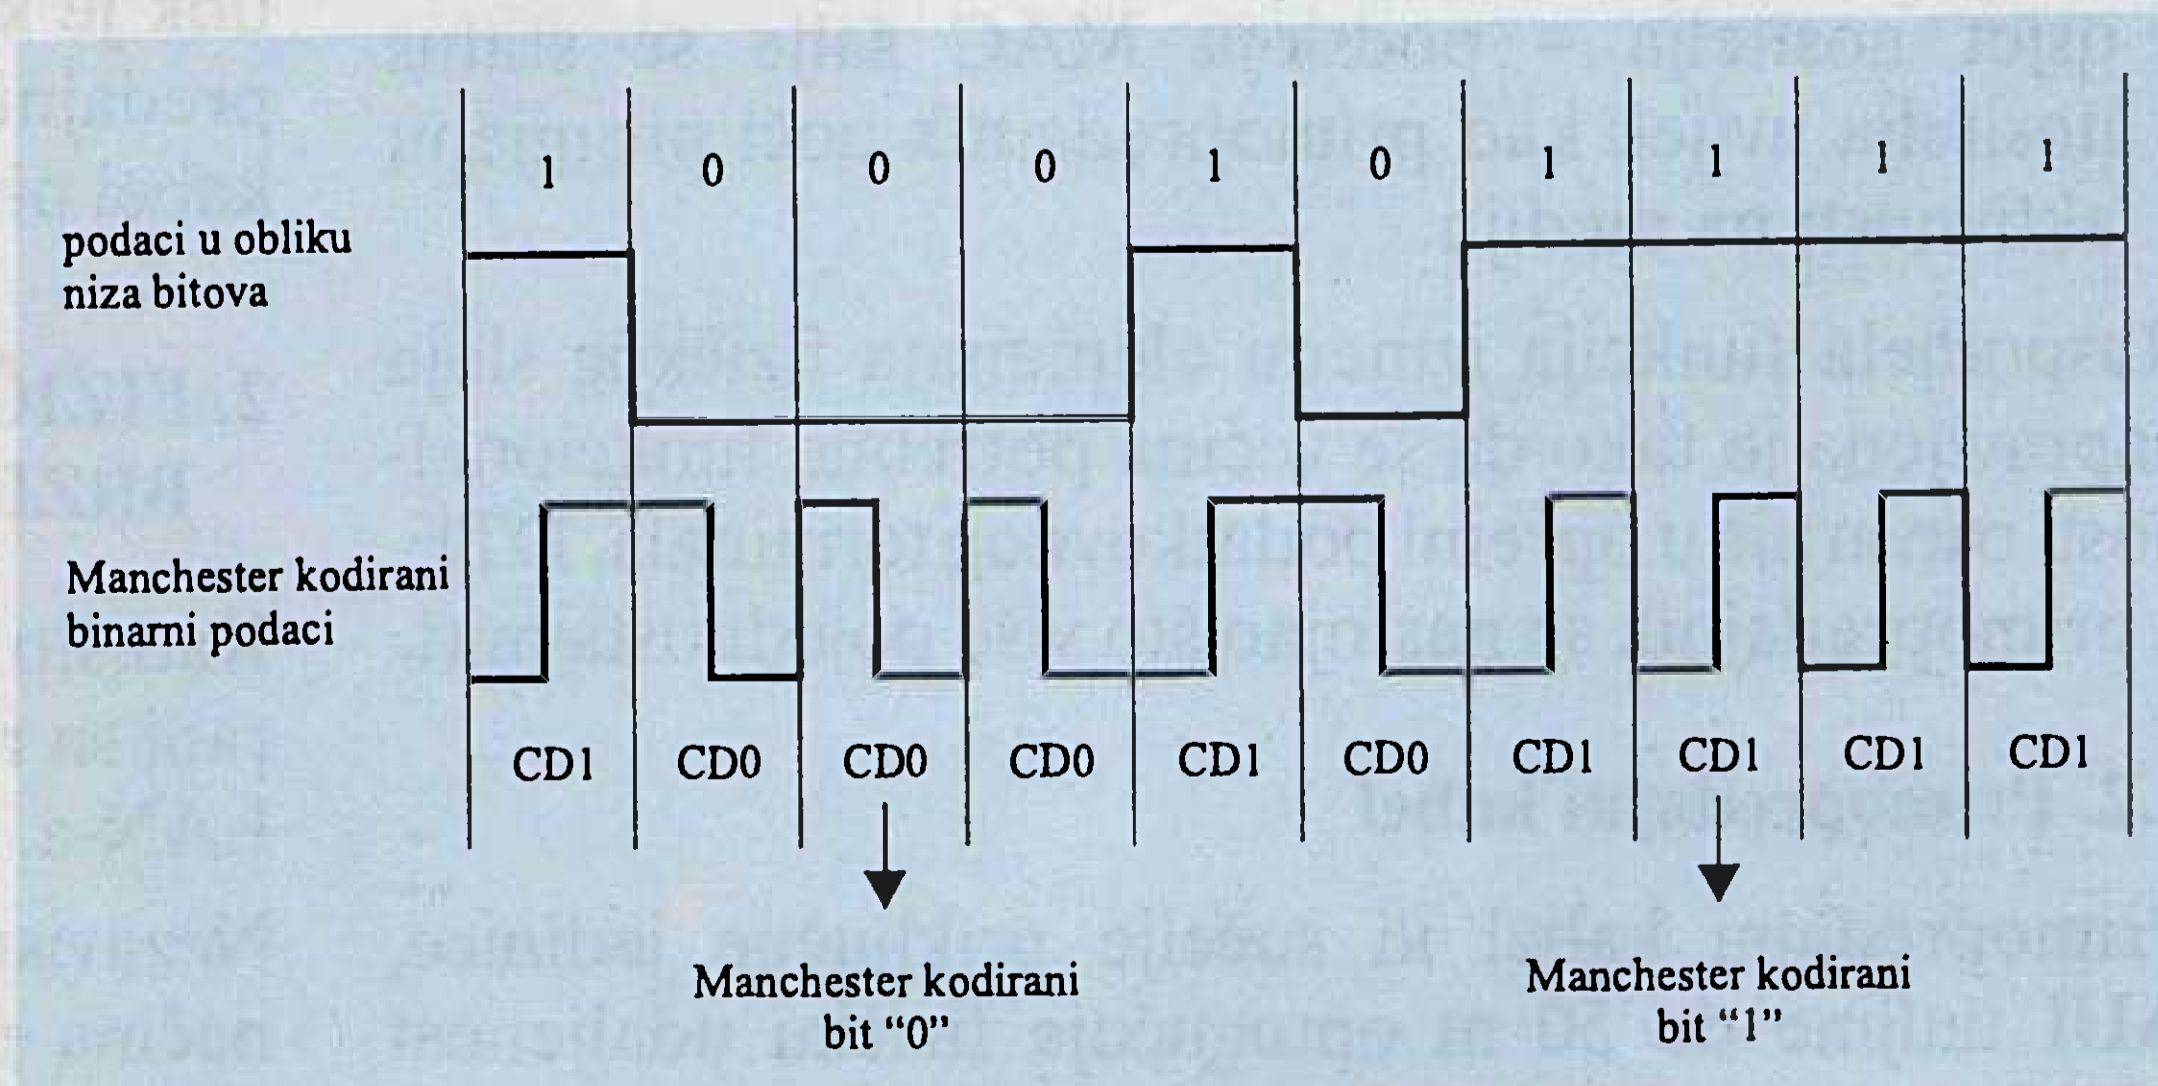 1 0 0 0 1 0 1 1 1 1
podaci u obliku
niza bitova
Manchester kodirani
binarni podaci
CD1 CD0 CD0 CD0 CD1 CD0 CD1 CD1 CD1 CD1
Manchester kodirani
bit “0”
Manchester kodirani
bit “1”